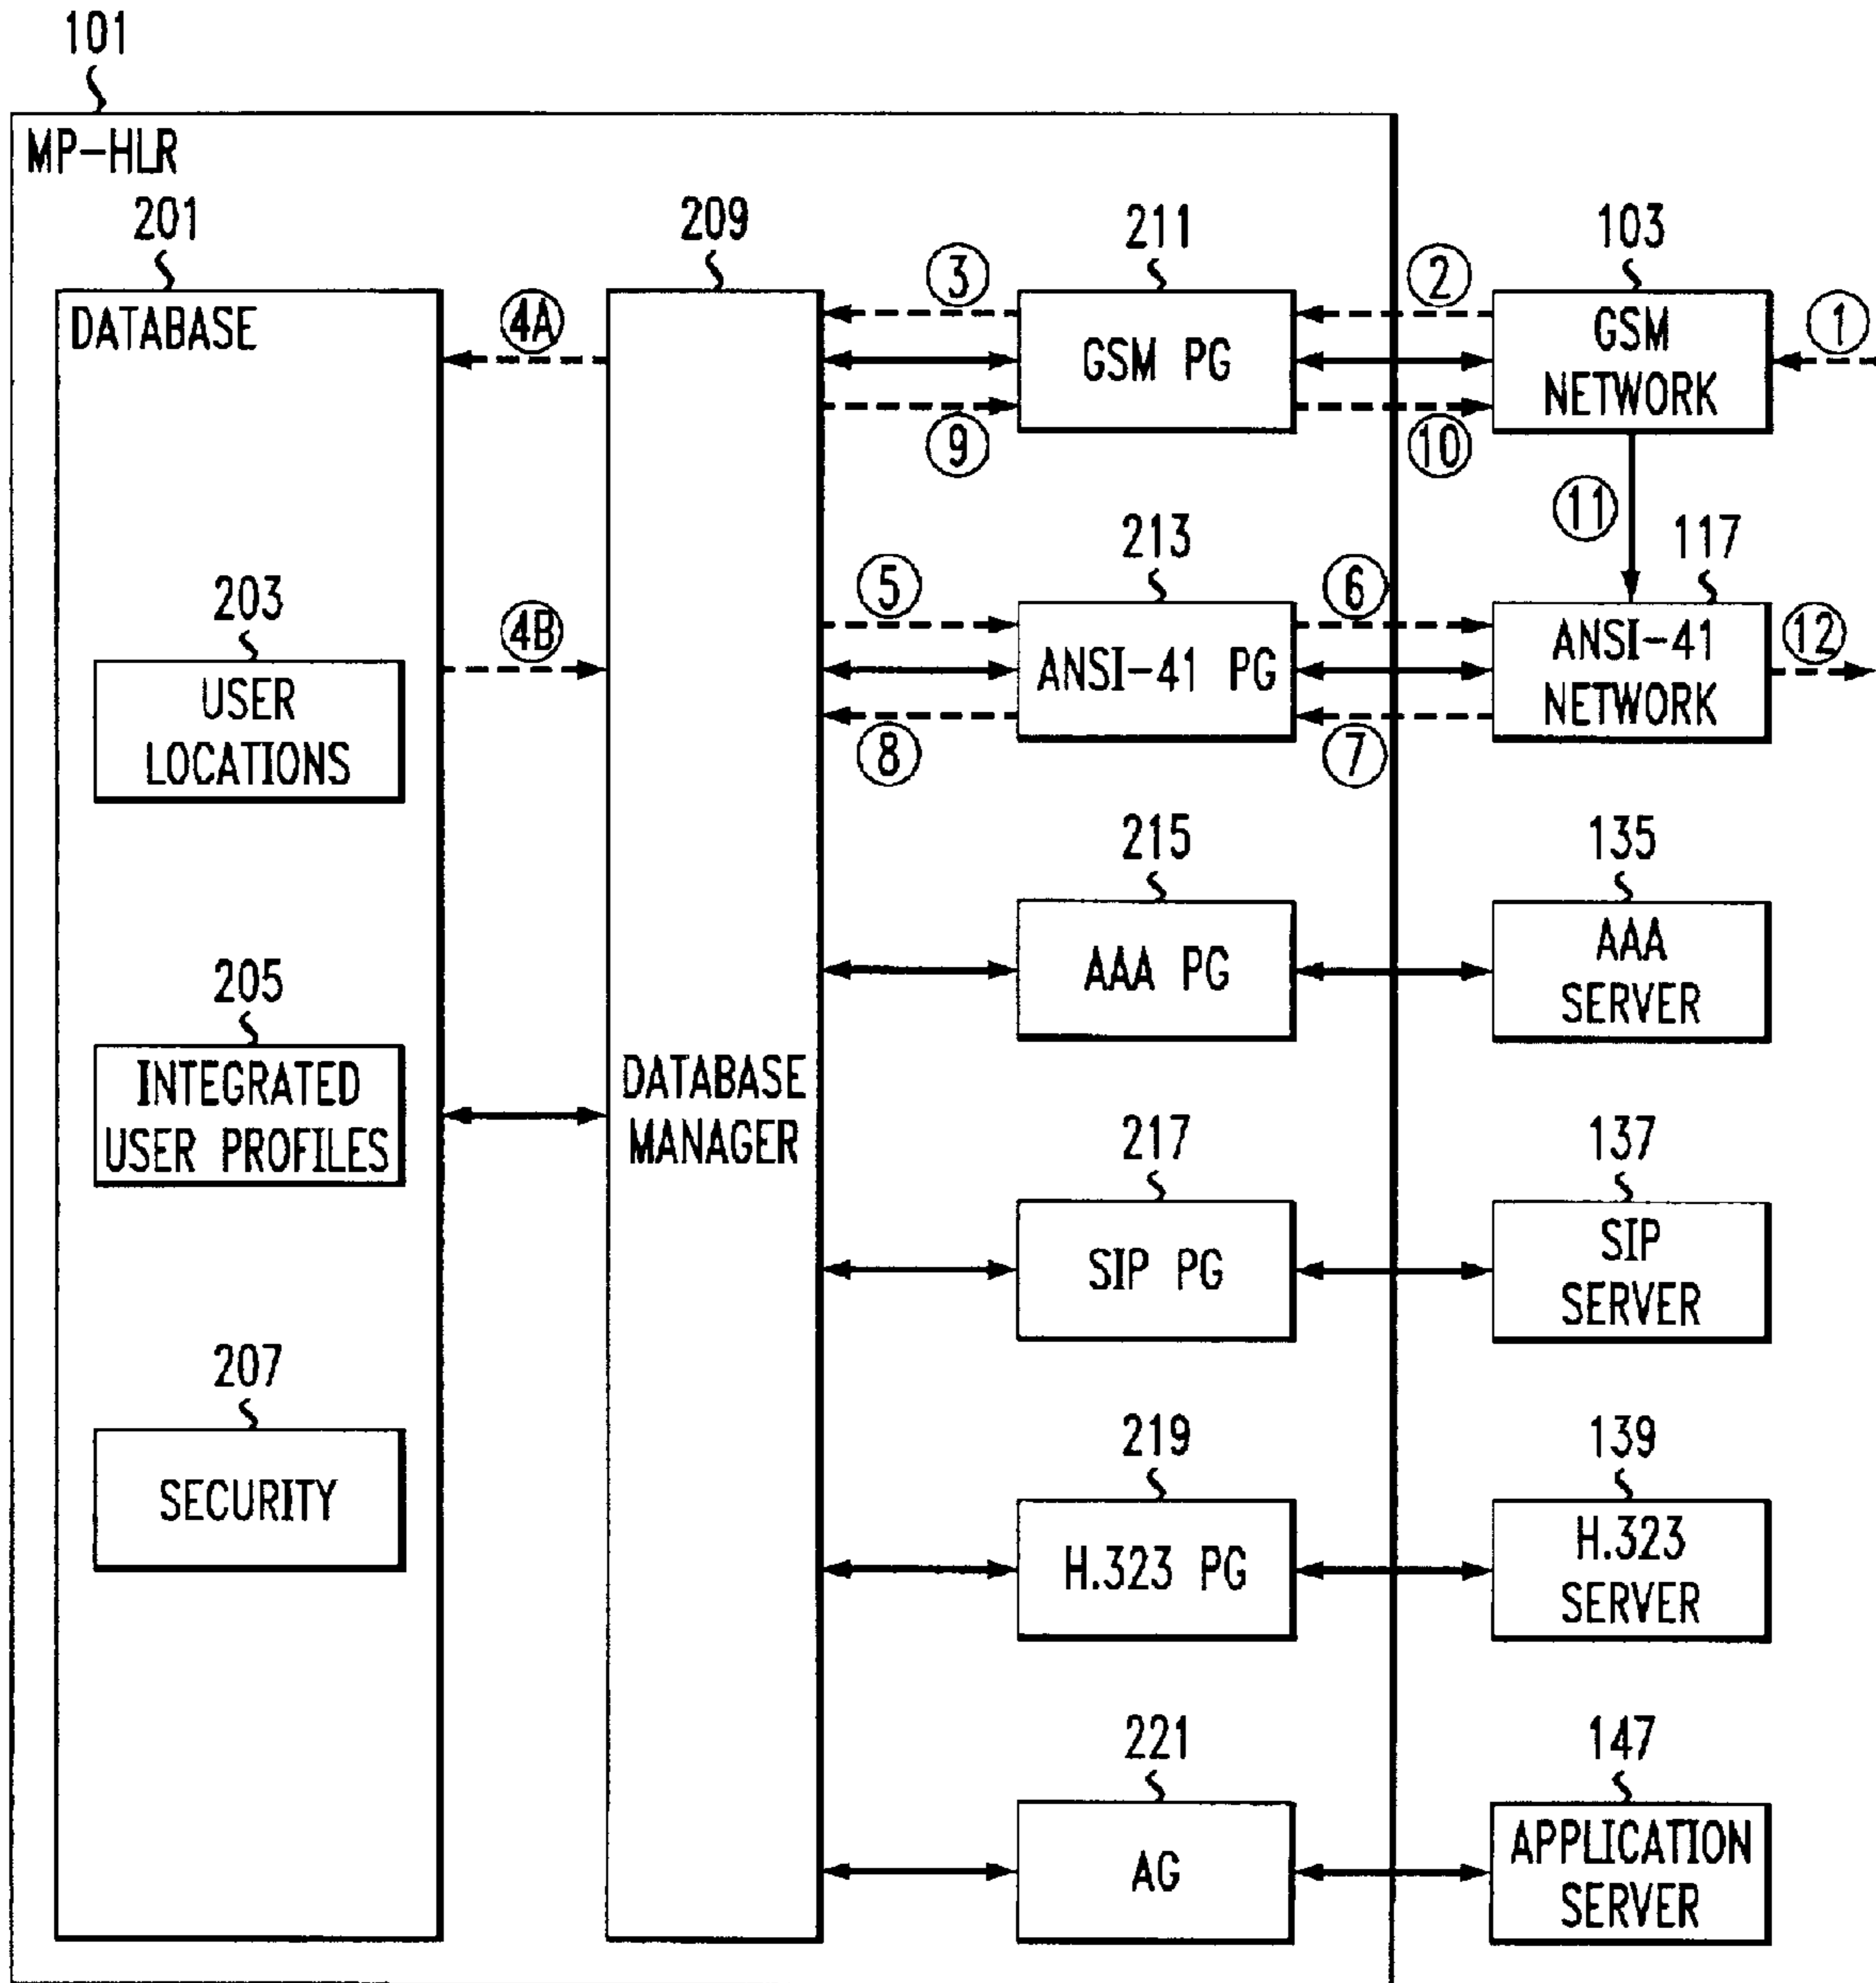 101
MP-HLR
201
209
211
103
DATABASE
4A
3
2
1
GSM PG
GSM
NETWORK
9
10
11
213
117
203
4B
5
6
ANSI-41 PG
ANSI-41
NETWORK
12
USER
LOCATIONS
8
7
215
135
AAA PG
AAA
SERVER
205
INTEGRATED
USER PROFILES
DATABASE
MANAGER
217
137
SIP PG
SIP
SERVER
207
SECURITY
219
139
H.323 PG
H.323
SERVER
221
147
AG
APPLICATION
SERVER